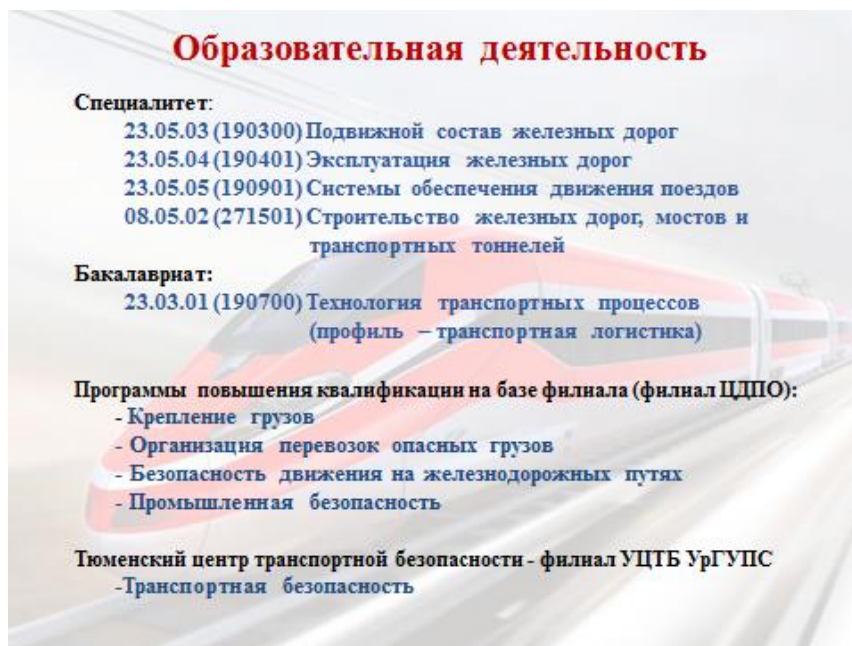 Образовательная деятельность
Специалитет:
23.05.03 (190300) Подвижной состав железных дорог
23.05.04 (190401) Эксплуатация железных дорог
23.05.05 (190901) Системы обеспечения движения поездов
08.05.02 (271501) Строительство железных дорог, мостов и
транспортных тоннелей
Бакалавриат:
23.03.01 (190700) Технология транспортных процессов
(профиль – транспортная логистика)
Программы повышения квалификации на базе филиала (филиал ЦДПО):
- Крепление грузов
- Организация перевозок опасных грузов
- Безопасность движения на железнодорожных путях
- Промышленная безопасность
Тюменский центр транспортной безопасности - филиал УЦТБ УрГУПС
-Транспортная безопасность